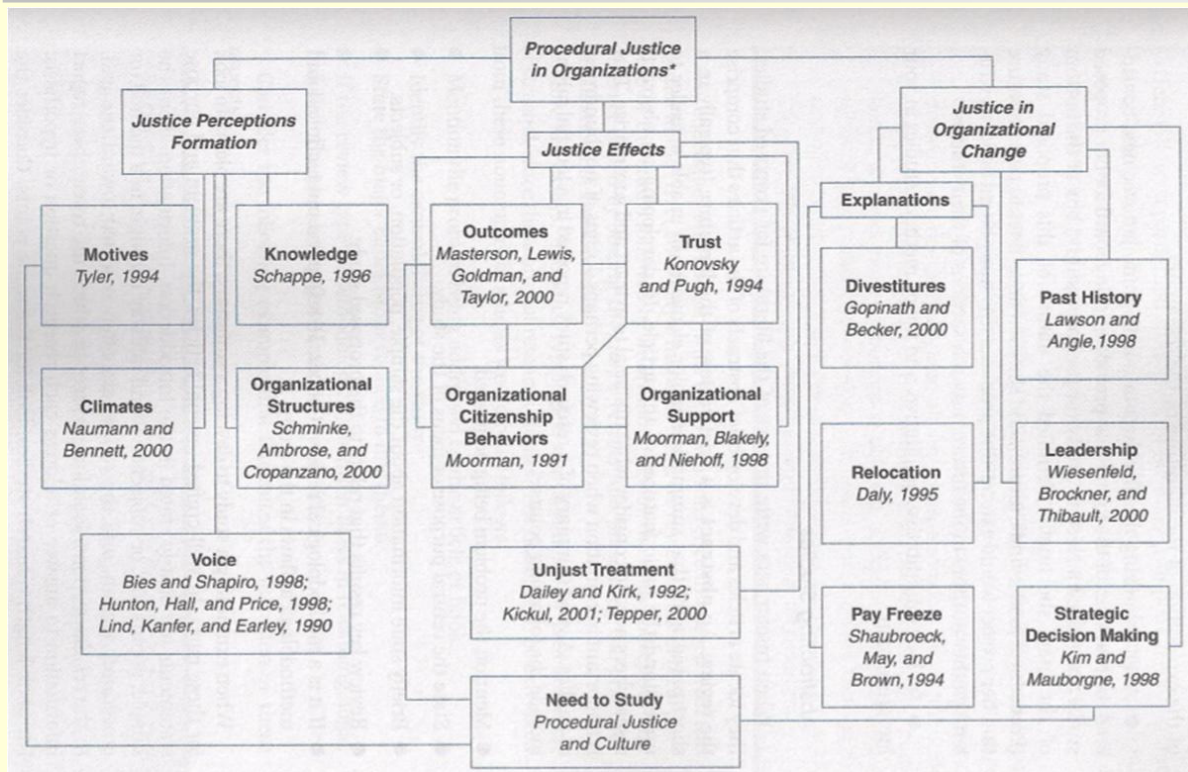 Procedural Justice
in Organizations*
Justice Perceptions
Formation
Motives
Tyler, 1994
Knowledge
Schappe, 1996
Climates
Naumann and
Bennett, 2000
Organizational
Structures
Schminke,
Ambrose, and
Cropanzano, 2000
Voice
Bies and Shapiro, 1998;
Hunton, Hall, and Price, 1998;
Lind, Kanfer, and Earley, 1990
Justice Effects
Outcomes
Masterson, Lewis,
Goldman, and
Taylor, 2000
Trust
Konovsky
and Pugh, 1994
Organizational
Citizenship
Behaviors
Moorman, 1991
Organizational
Support
Moorman, Blakely,
and Niehoff, 1998
Unjust Treatment
Dailey and Kirk, 1992;
Kickul, 2001; Tepper, 2000
Need to Study
Procedural Justice
and Culture
Justice in
Organizational
Change
Explanations
Divestitures
Gopinath and
Becker, 2000
Past History
Lawson and
Angle,1998
Relocation
Daly, 1995
Leadership
Wiesenfeld,
Brockner, and
Thibault, 2000
Pay Freeze
Shaubroeck,
May, and
Brown,1994
Strategic
Decision Making
Kim and
Mauborgne, 1998